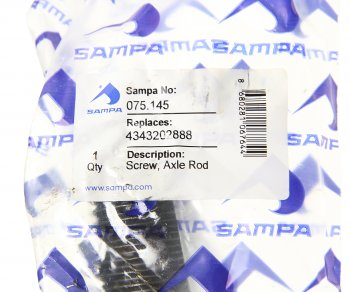 SAMPA
SAMPA
Sampa No:
075.145
Replaces:
4343202888
1
Qty
Description:
Screw, Axle Rod
www.sampa.com
SAMPA
SAMPA
SAMPA